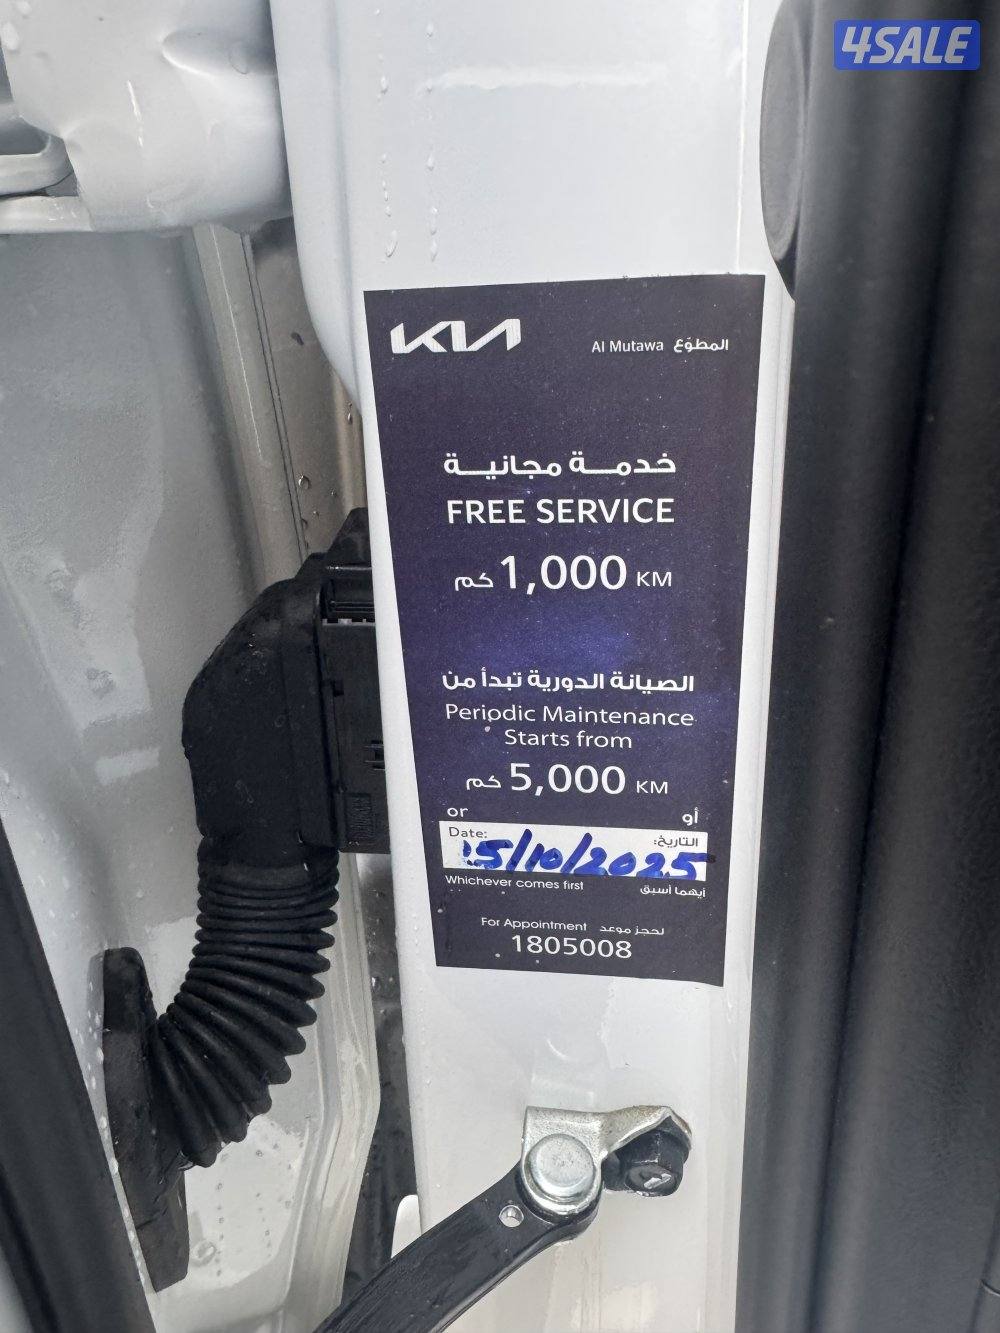 4SALE
KIA
Al Mutawa المطوّع
خدمة مجانية
FREE SERVICE
كم 1,000 KM
الصيانة الدورية تبدأ من
Periodic Maintenance
Starts from
كم 5,000 KM
or أو
Date: التاريخ:
15/10/2025
Whichever comes first أيهما أسبق
For Appointment لحجز موعد
1805008